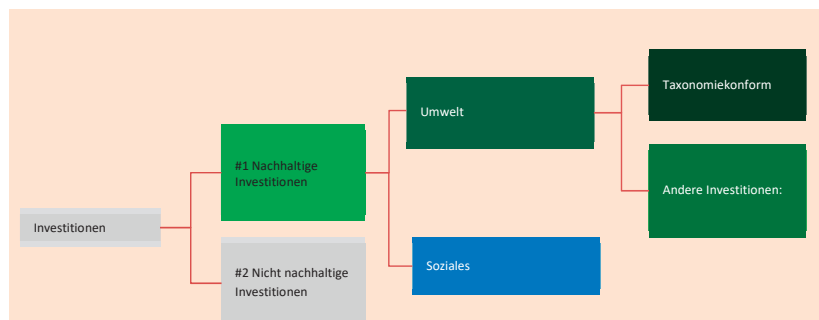 Investitionen
#1 Nachhaltige
Investitionen
#2 Nicht nachhaltige
Investitionen
Umwelt
Soziales
Taxonomiekonform
Andere Investitionen: